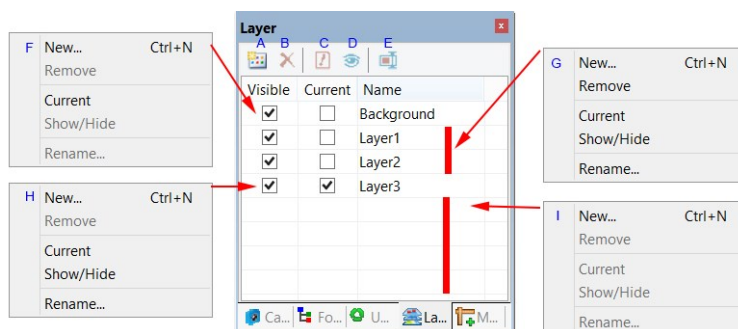 Layer
A B C D E
Visible Current Name
Background
Layer1
Layer2
Layer3
Ca... Fo... U... La... M...
F New... Ctrl+N
Remove
Current
Show/Hide
Rename...
H New... Ctrl+N
Remove
Current
Show/Hide
Rename...
G New... Ctrl+N
Remove
Current
Show/Hide
Rename...
I New... Ctrl+N
Remove
Current
Show/Hide
Rename...